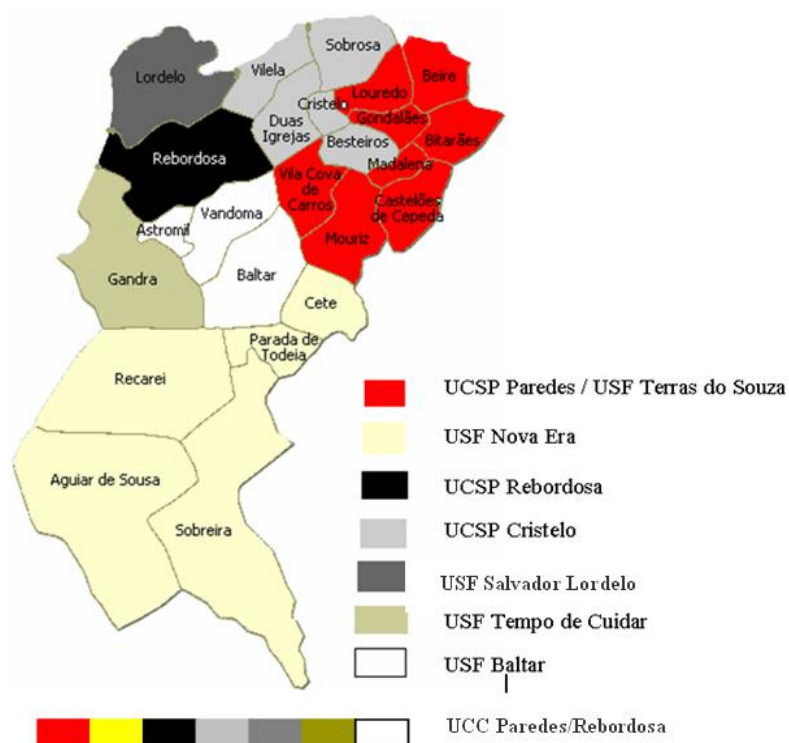 Sobrosa
Vilela
Lordelo
Beire
Louredo
Cristelo
Gondalães
Duas
Igrejas
Bitarães
Besteiros
Rebordosa
Madalena
Vila Cova
de
Carros
Castelões
de Cepeda
Vandoma
Astromil
Mouriz
Gandra
Baltar
Cete
Parada de
Todeia
Recarei
UCSP Paredes / USF Terras do Souza
USF Nova Era
Aguiar de Sousa
UCSP Rebordosa
Sobreira
UCSP Cristelo
USF Salvador Lordelo
USF Tempo de Cuidar
USF Baltar
UCC Paredes/Rebordosa